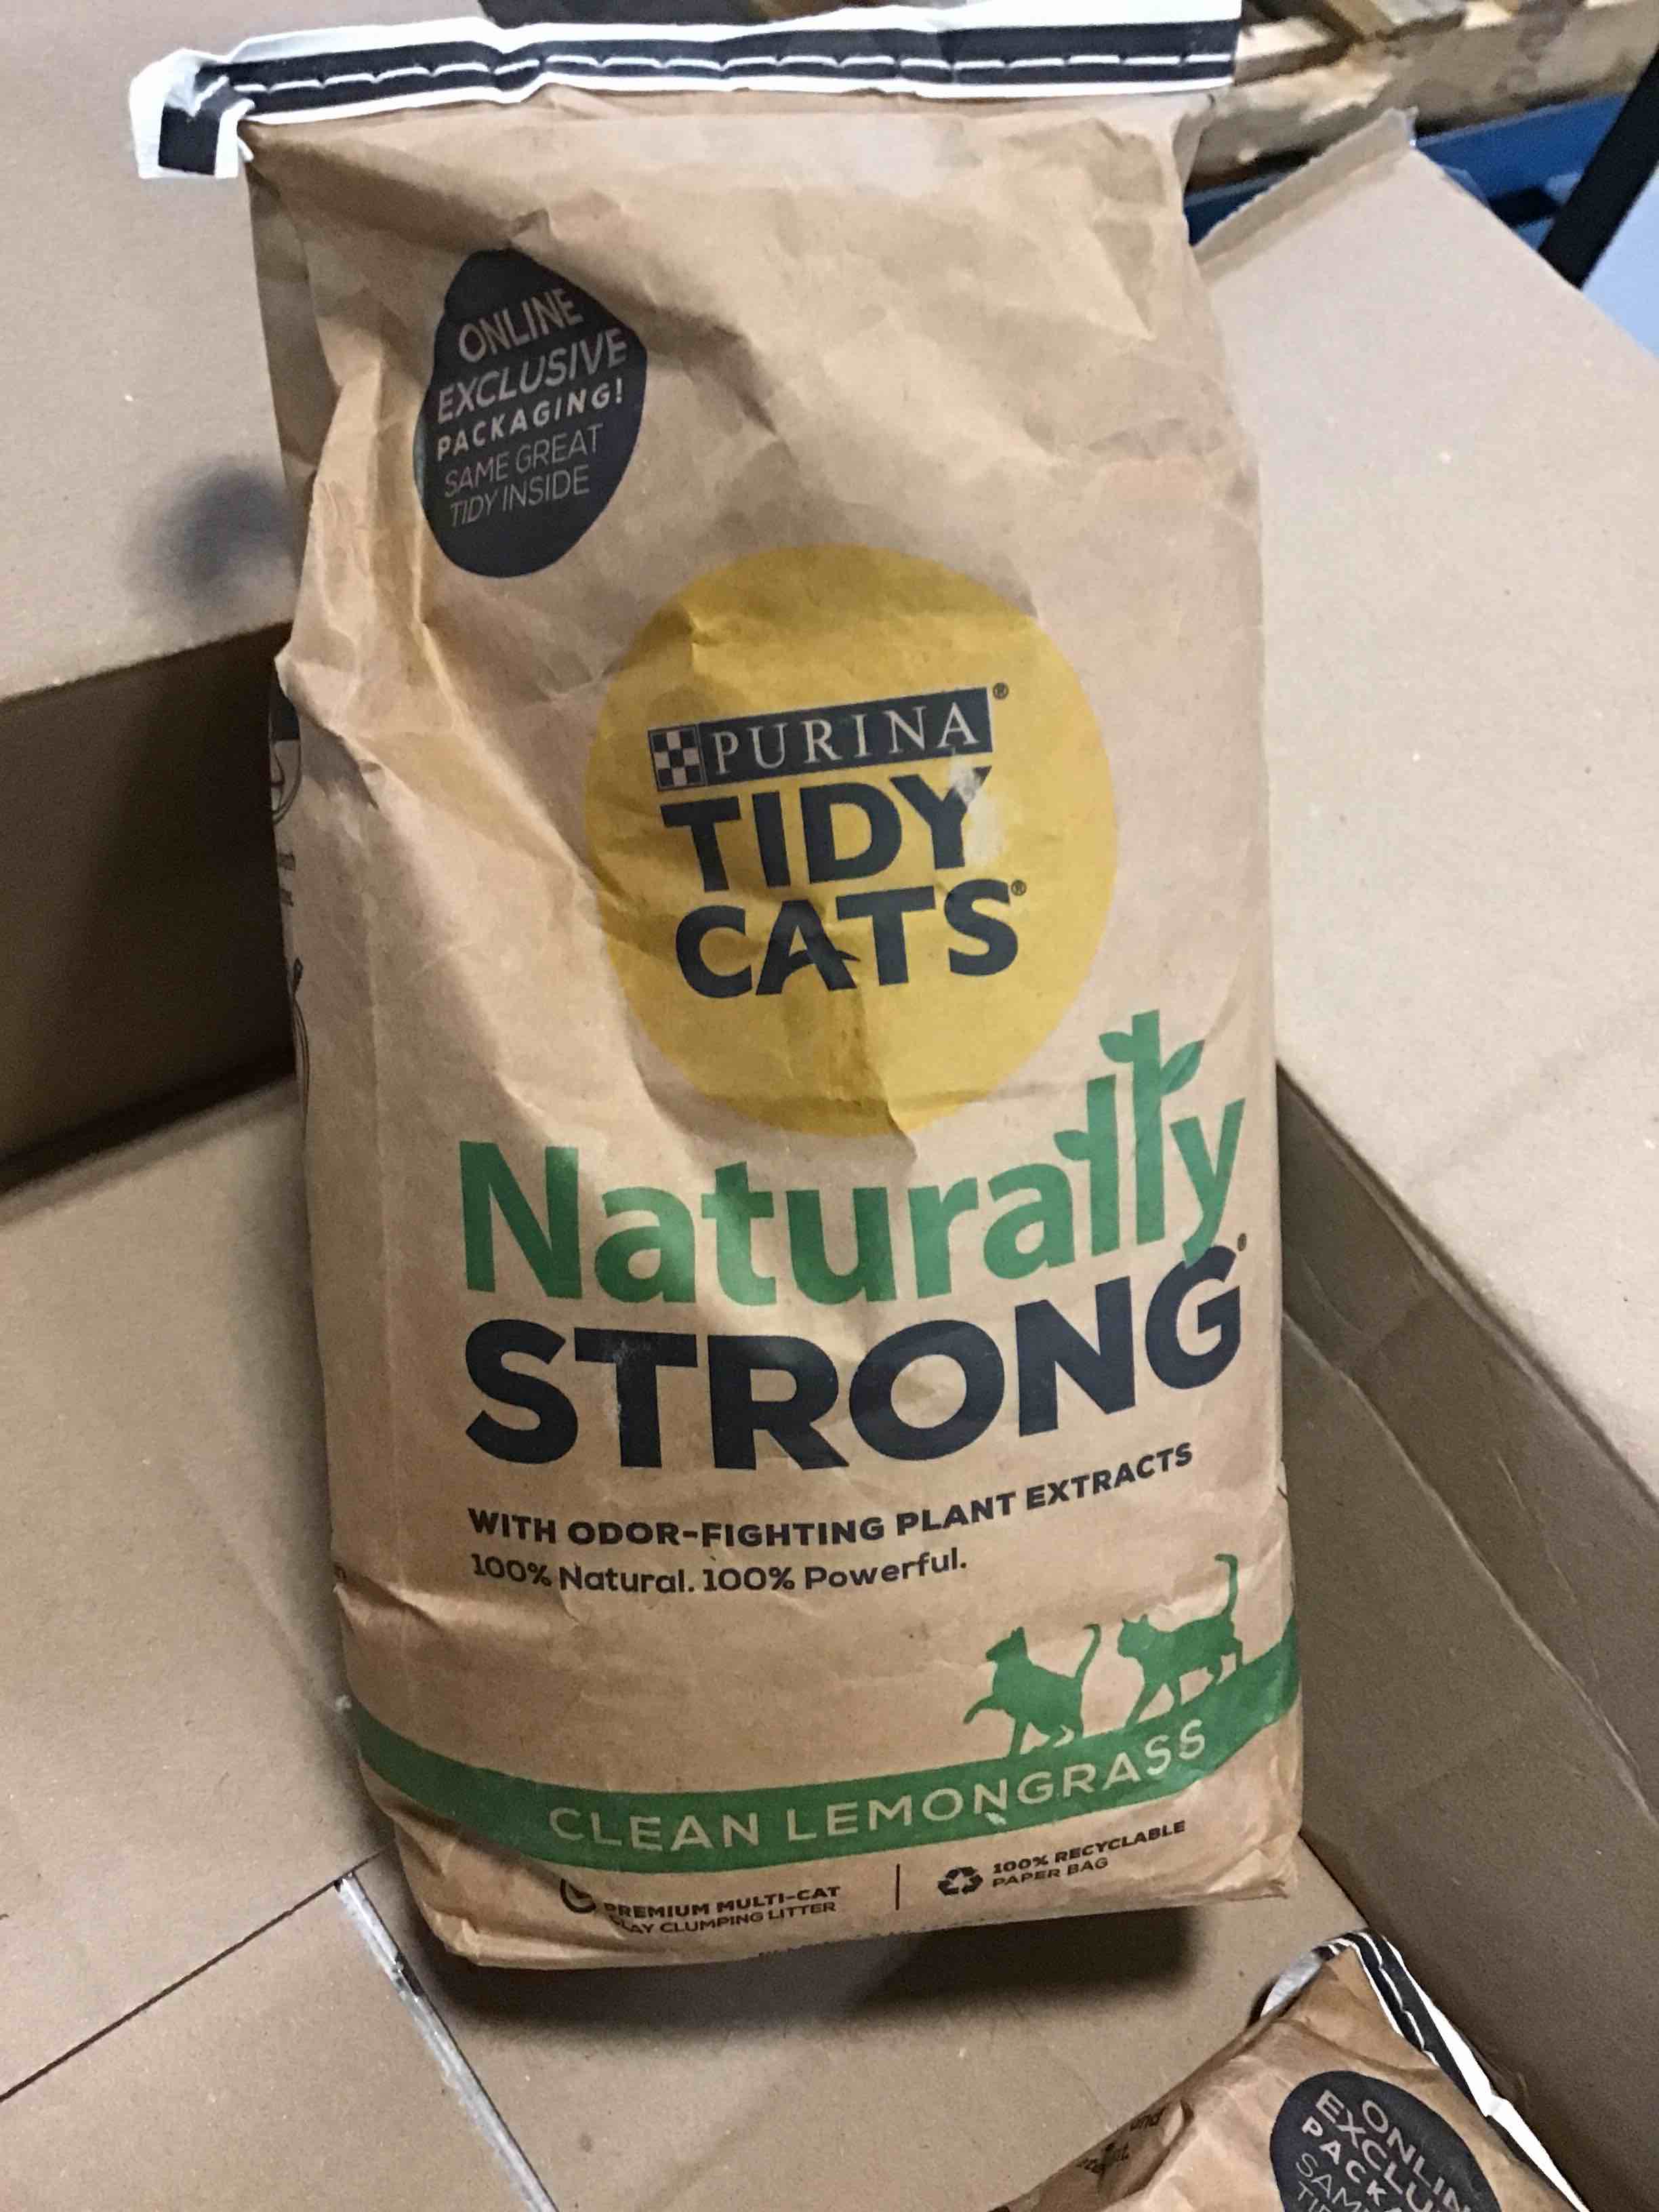 ONLINE
EXCLUSIVE
PACKAGING!
SAME GREAT
TIDY INSIDE
PURINA®
TIDY
CATS®
Naturally
STRONG®
WITH ODOR-FIGHTING PLANT EXTRACTS
100% Natural. 100% Powerful.
CLEAN LEMONGRASS
PREMIUM MULTI-CAT
CLAY CLUMPING LITTER
100% RECYCLABLE
PAPER BAG